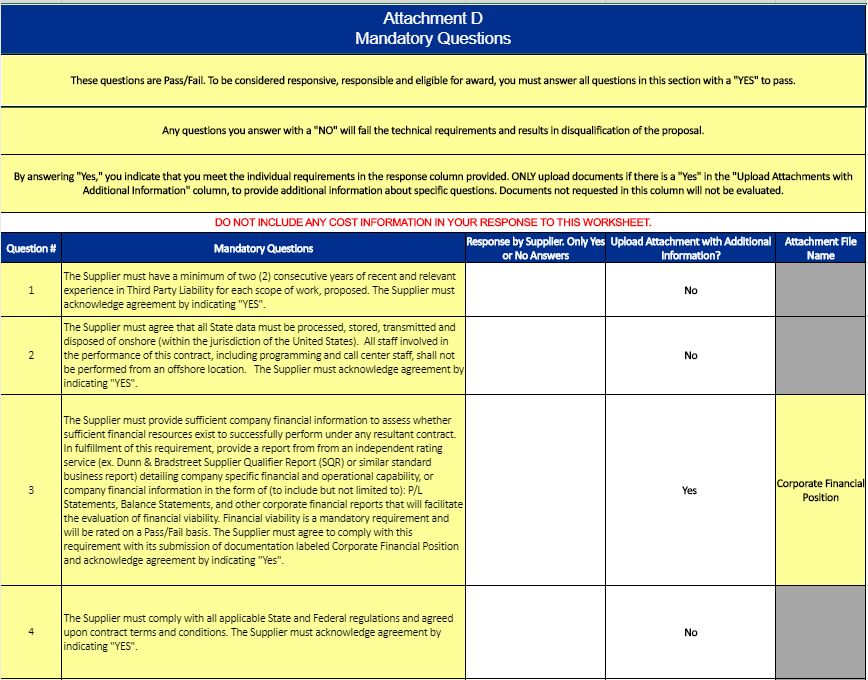 Attachment D
Mandatory Questions
These questions are Pass/Fail. To be considered responsive, responsible and eligible for award, you must answer all questions in this section with a "YES" to pass.
Any questions you answer with a "NO" will fail the technical requirements and results in disqualification of the proposal.
By answering "Yes," you indicate that you meet the individual requirements in the response column provided. ONLY upload documents if there is a "Yes" in the "Upload Attachments with
Additional Information" column, to provide additional information about specific questions. Documents not requested in this column will not be evaluated.
DO NOT INCLUDE ANY COST INFORMATION IN YOUR RESPONSE TO THIS WORKSHEET.
Question #
Mandatory Questions
Response by Supplier. Only Yes
or No Answers
Upload Attachment with Additional
Information?
Attachment File
Name
1
The Supplier must have a minimum of two (2) consecutive years of recent and relevant
experience in Third Party Liability for each scope of work, proposed. The Supplier must
acknowledge agreement by indicating "YES".
No
2
The Supplier must agree that all State data must be processed, stored, transmitted and
disposed of onshore (within the jurisdiction of the United States).  All staff involved in
the performance of this contract, including programming and call center staff, shall not
be performed from an offshore location.   The Supplier must acknowledge agreement by
indicating "YES".
No
3
The Supplier must provide sufficient company financial information to assess whether
sufficient financial resources exist to successfully perform under any resultant contract.
In fulfillment of this requirement, provide a report from from an independent rating
service (ex. Dunn & Bradstreet Supplier Qualifier Report (SQR) or similar standard
business report) detailing company specific financial and operational capability, or
company financial information in the form of (to include but not limited to): P/L
Statements, Balance Statements, and other corporate financial reports that will facilitate
the evaluation of financial viability. Financial viability is a mandatory requirement and
will be rated on a Pass/Fail basis. The Supplier must agree to comply with this
requirement with its submission of documentation labeled Corporate Financial Position
and acknowledge agreement by indicating "Yes".
Yes
Corporate Financial
Position
4
The Supplier must comply with all applicable State and Federal regulations and agreed
upon contract terms and conditions. The Supplier must acknowledge agreement by
indicating "YES".
No